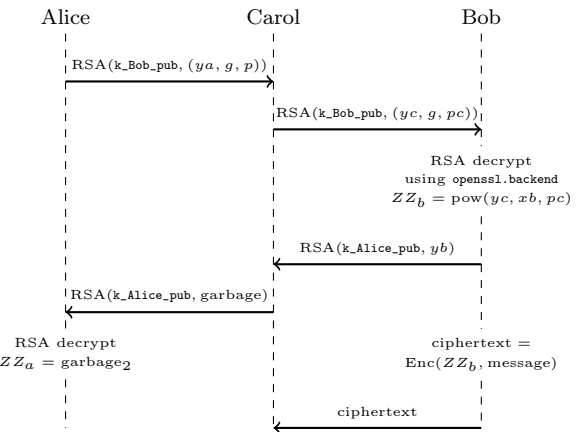 Alice Carol Bob
RSA(k_Bob_pub, (ya, g, p))
RSA(k_Bob_pub, (yc, g, pc))
RSA decrypt
using openssl.backend
ZZ_b = pow(yc, xb, pc)
RSA(k_Alice_pub, yb)
RSA(k_Alice_pub, garbage)
RSA decrypt
ZZ_a = garbage_2
ciphertext =
Enc(ZZ_b, message)
ciphertext